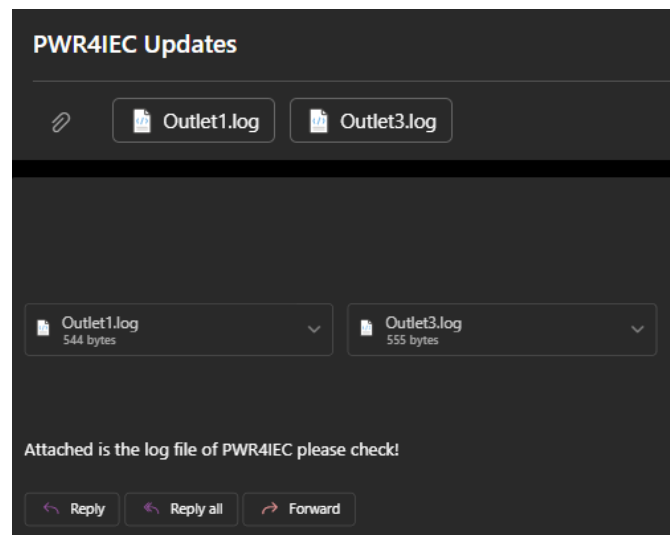 PWR4IEC Updates
Outlet1.log Outlet3.log
Outlet1.log Outlet3.log
544 bytes 555 bytes
Attached is the log file of PWR4IEC please check!
Reply Reply all Forward